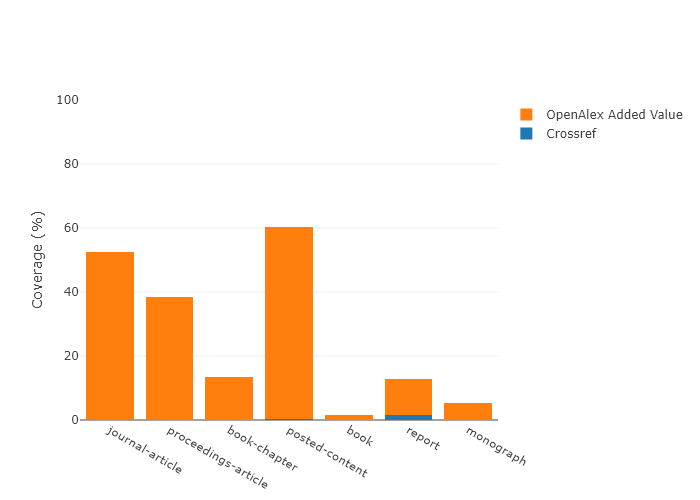 100
80
60
40
20
0
Coverage (%)
journal-article
proceedings-article
book-chapter
posted-content
book
report
monograph
OpenAlex Added Value
Crossref